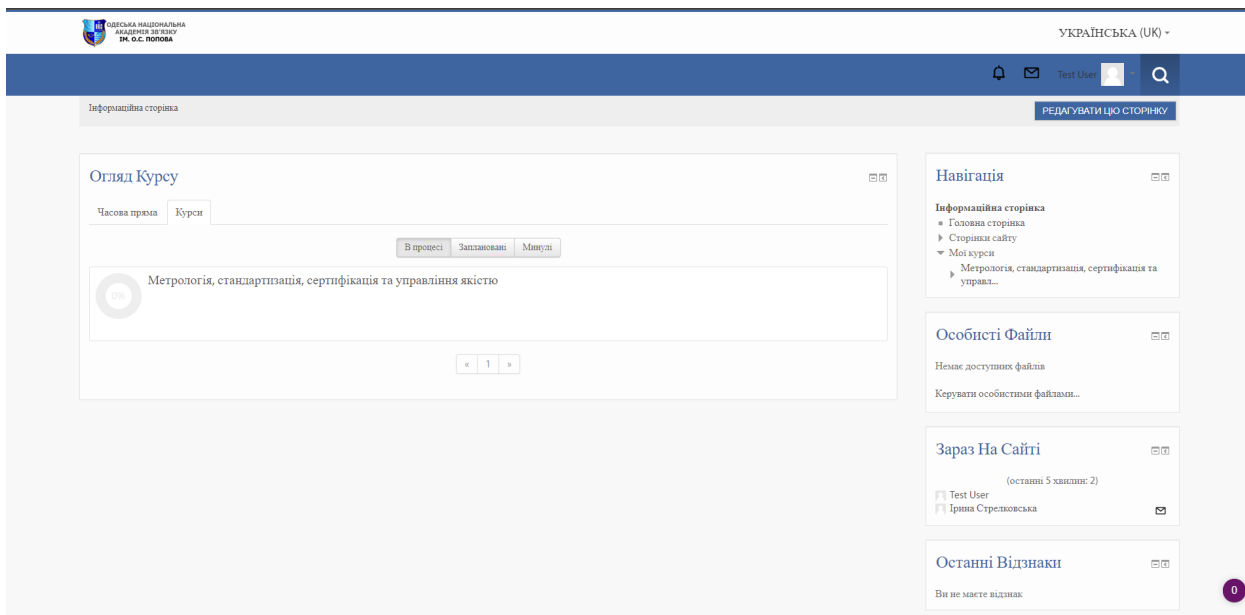 ОДЕСЬКА НАЦІОНАЛЬНА
АКАДЕМІЯ ЗВ'ЯЗКУ
ІМ. О.С. ПОПОВА
УКРАЇНСЬКА (UK)
Test User
Інформаційна сторінка
РЕДАГУВАТИ ЦЮ СТОРІНКУ
Огляд Курсу
Часова пряма Курси
В процесі Заплановані Минулі
0%
Метрологія, стандартизація, сертифікація та управління якістю
« 1 »
Навігація
Інформаційна сторінка
Головна сторінка
Сторінки сайту
Мої курси
Метрологія, стандартизація, сертифікація та
управл...
Особисті Файли
Немає доступних файлів
Керувати особистими файлами...
Зараз На Сайті
(останні 5 хвилин: 2)
Test User
Ірина Стрелковська
Останні Відзнаки
Ви не маєте відзнак
0